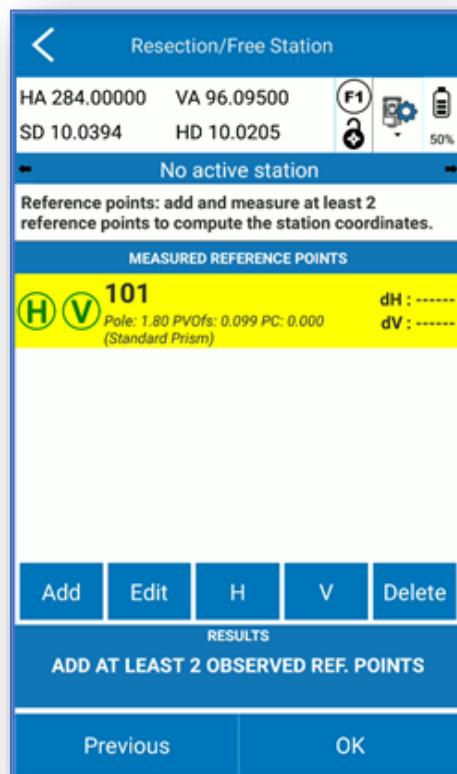 Resection/Free Station
HA 284.00000 VA 96.09500
F1
SD 10.0394 HD 10.0205
50%
No active station
Reference points: add and measure at least 2
reference points to compute the station coordinates.
MEASURED REFERENCE POINTS
H V 101 dH : ------
Pole: 1.80 PVOfs: 0.099 PC: 0.000 dV : ------
(Standard Prism)
Add Edit H V Delete
RESULTS
ADD AT LEAST 2 OBSERVED REF. POINTS
Previous OK